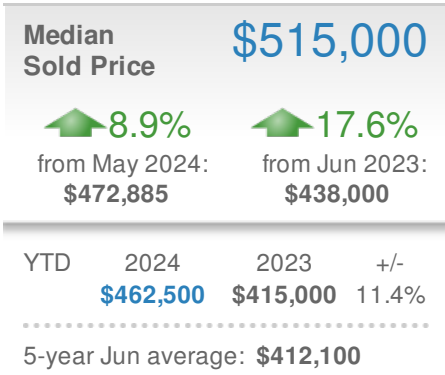 Median $515,000
Sold Price
8.9% 17.6%
from May 2024: from Jun 2023:
$472,885 $438,000
YTD 2024 2023 +/-
$462,500 $415,000 11.4%
5-year Jun average: $412,100